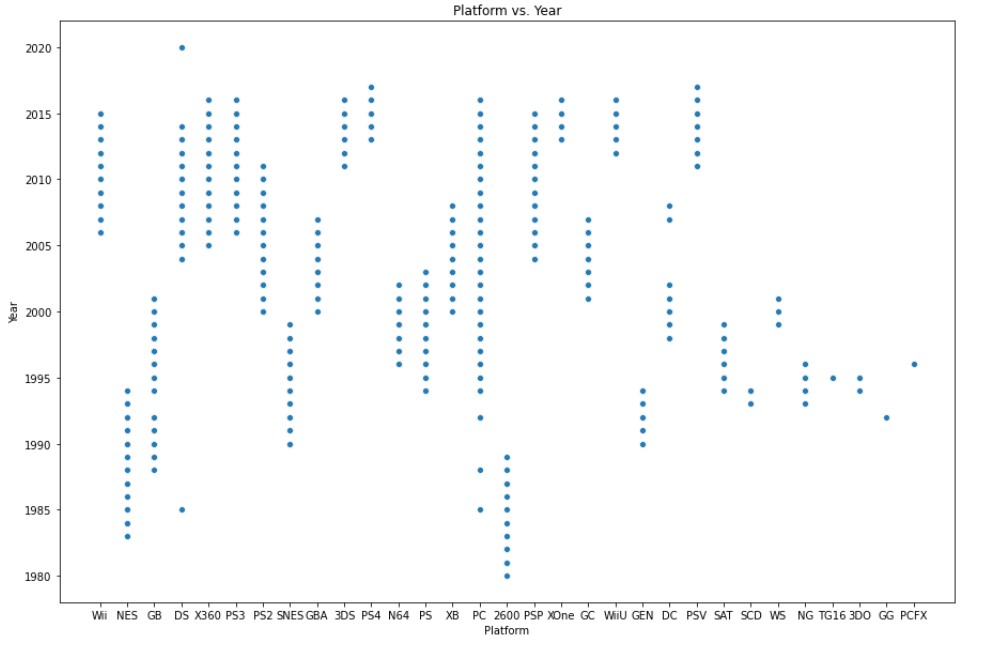 Platform vs. Year
2020
2015
2010
2005
2000
1995
1990
1985
1980
Year
Wii NES GB DS X360 PS3 PS2 SNES GBA 3DS PS4 N64 PS XB PC 2600 PSP XOne GC WiiU GEN DC PSV SAT SCD WS NG TG16 3DO GG PCFX
Platform